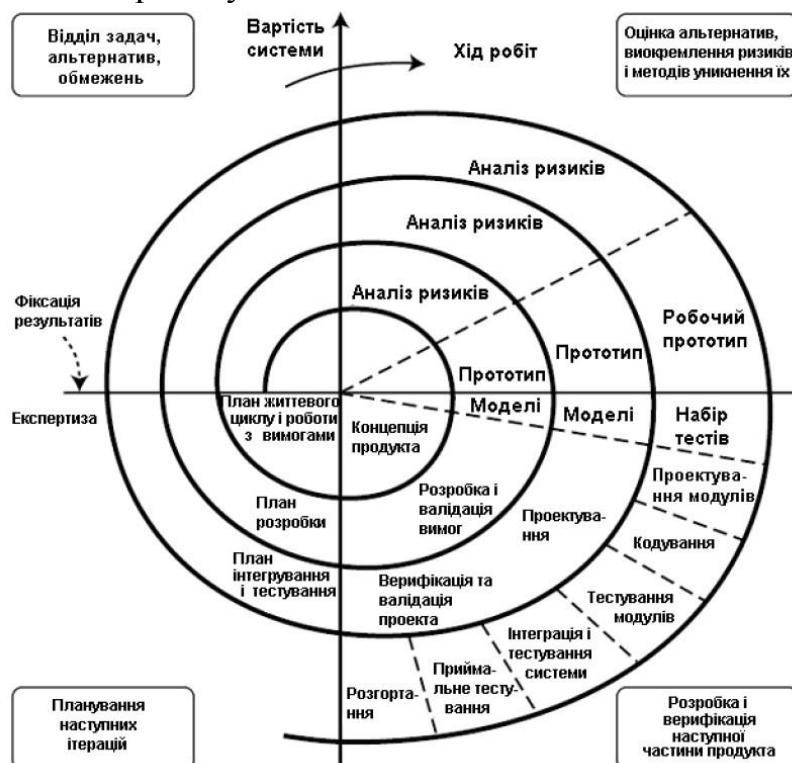 Відділ задач,
альтернатив,
обмежень
Вартість
системи
Хід робіт
Оцінка альтернатив,
виокремлення ризиків
і методів уникнення їх
Аналіз ризиків
Аналіз ризиків
Аналіз ризиків
Фіксація
результатів
Експертиза
Робочий
прототип
Прототип
Прототип
План життєвого
циклу і роботи
з вимогами
Концепція
продукта
Моделі
Моделі
Набір
тестів
Проектува-
ння модулів
План
розробки
Розробка і
валідація
вимог
Проектува-
ння
Кодування
План
інтегрування
і тестування
Верифікація та
валідація
проекта
Тестування
модулів
Інтеграція і
тестування
системи
Прийма-
льне тесту-
вання
Розгорта-
ння
Планування
наступних
ітерацій
Розробка і
верифікація
наступної
частини продукта